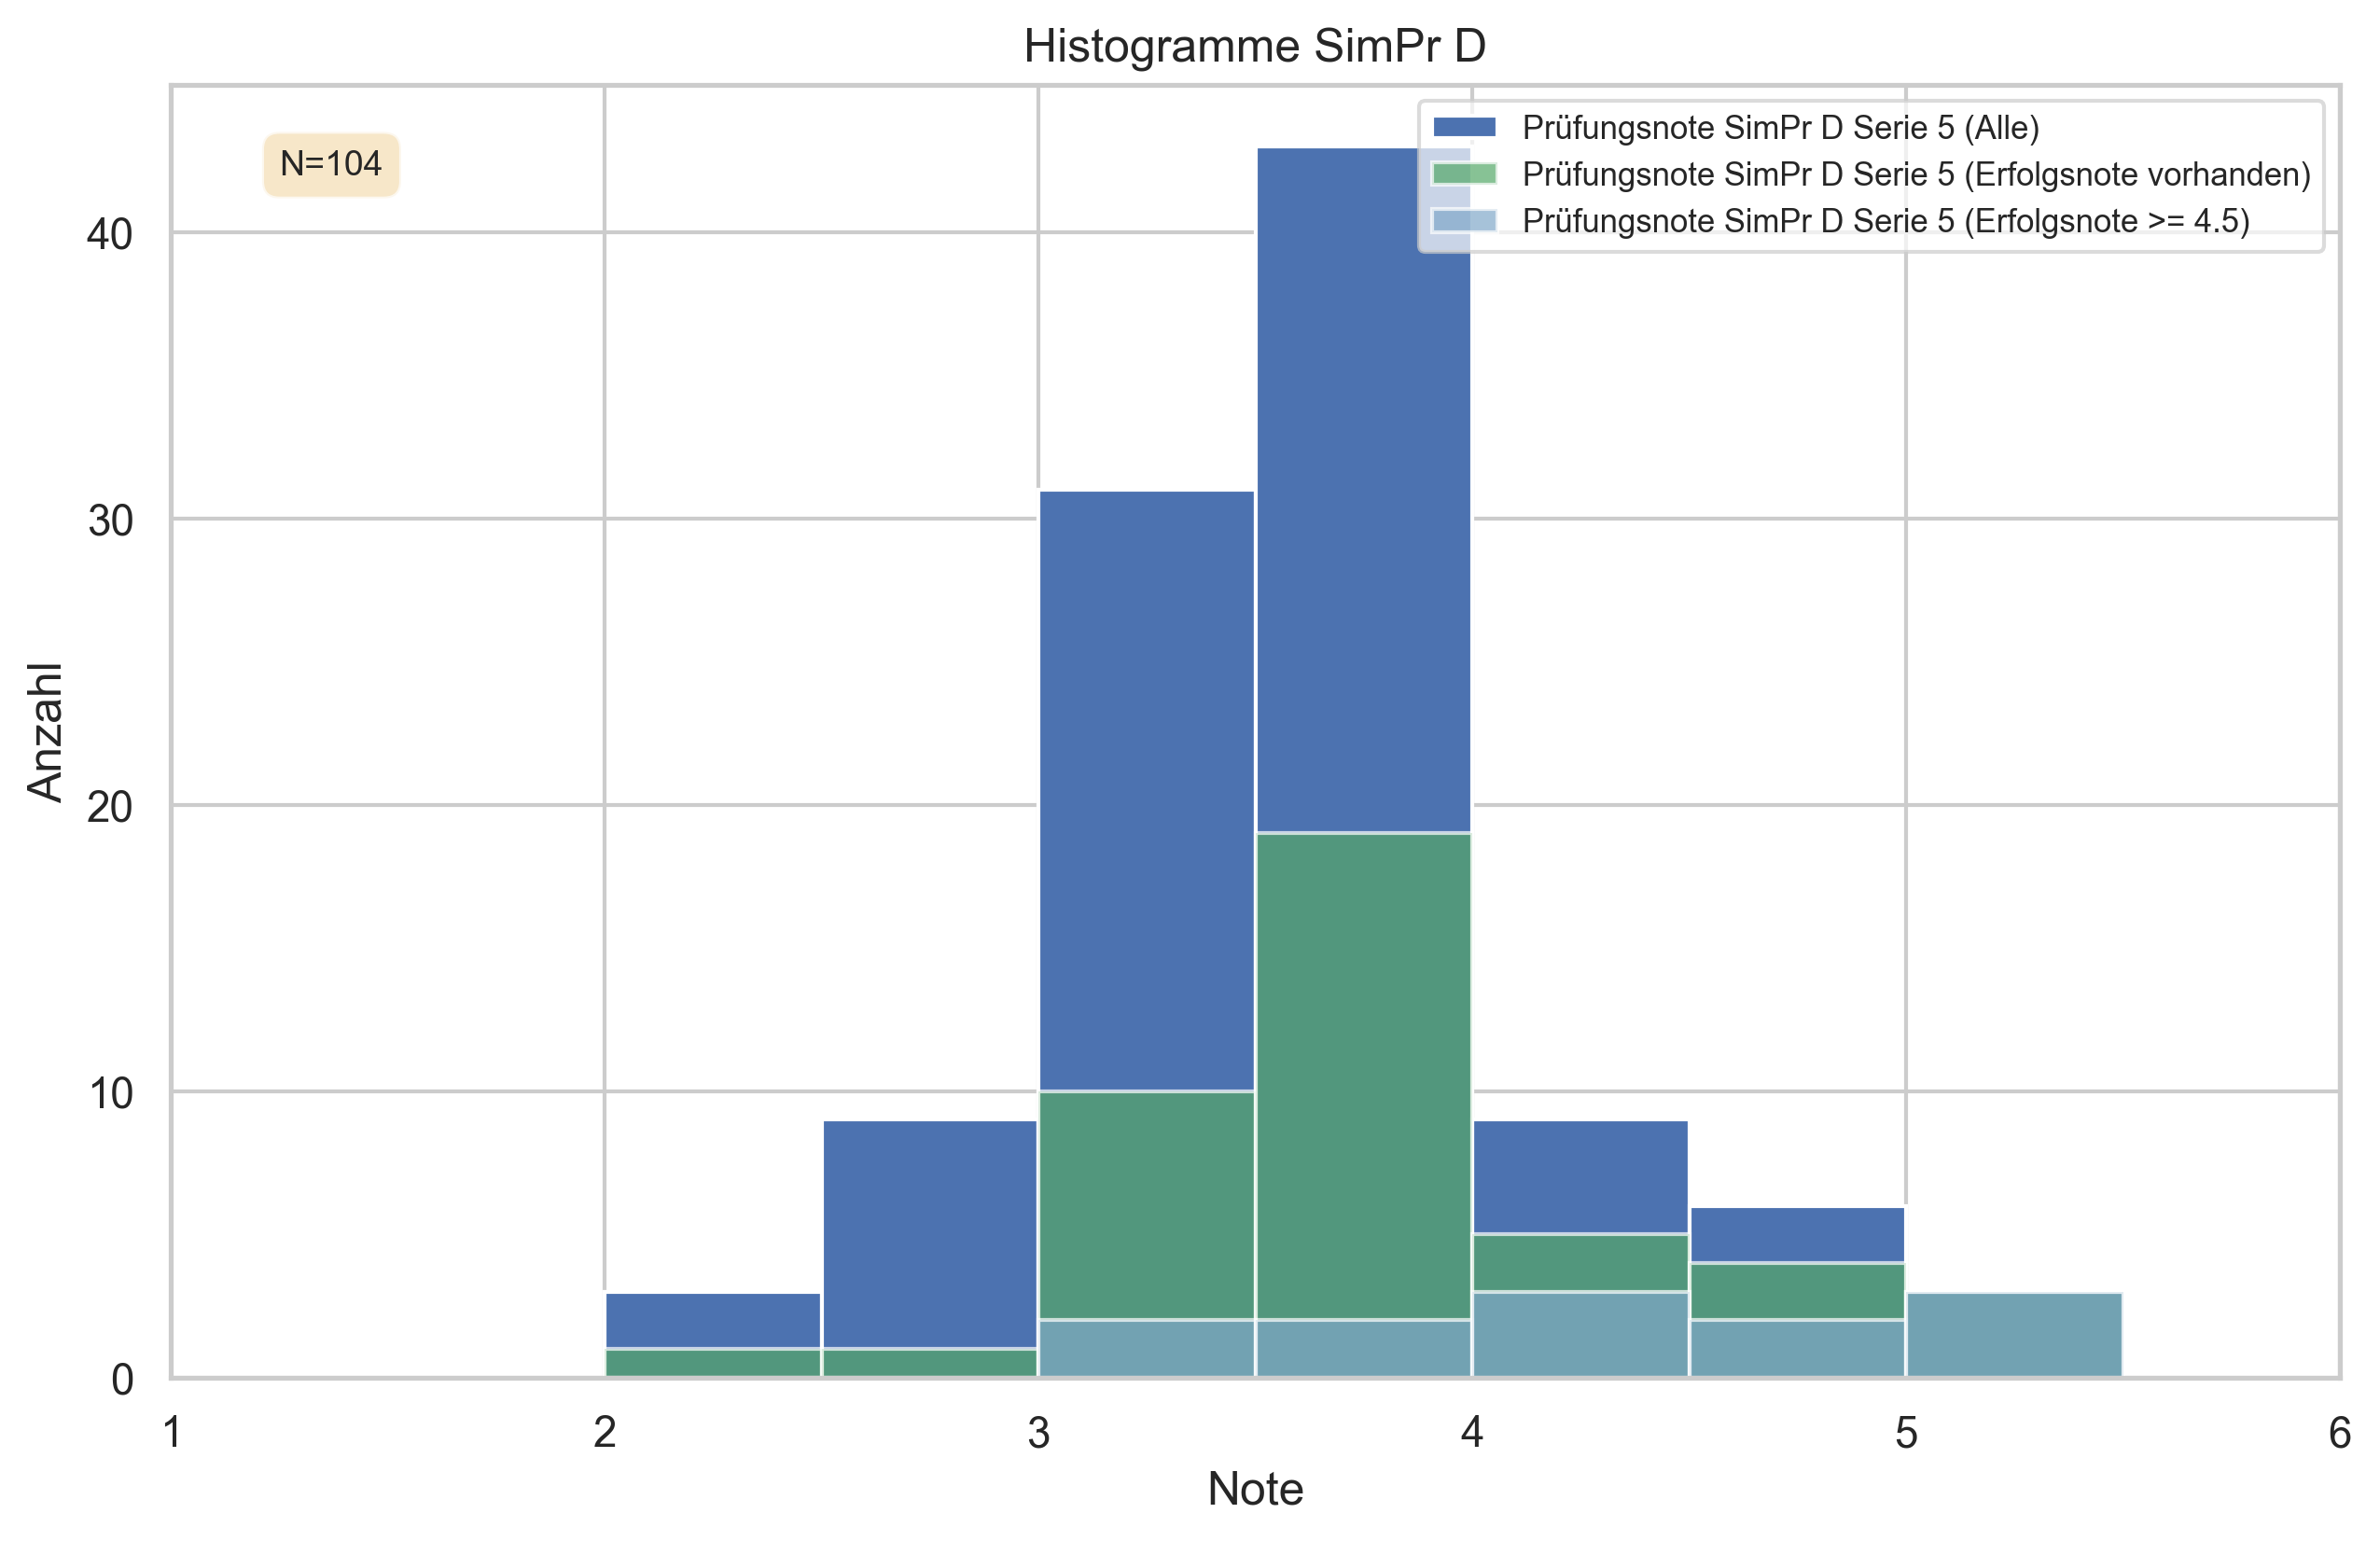 Histogramme SimPr D
N=104
Prüfungsnote SimPr D Serie 5 (Alle)
Prüfungsnote SimPr D Serie 5 (Erfolgsnote vorhanden)
Prüfungsnote SimPr D Serie 5 (Erfolgsnote >= 4.5)
40
30
20
10
0
Anzahl
1 2 3 4 5 6
Note